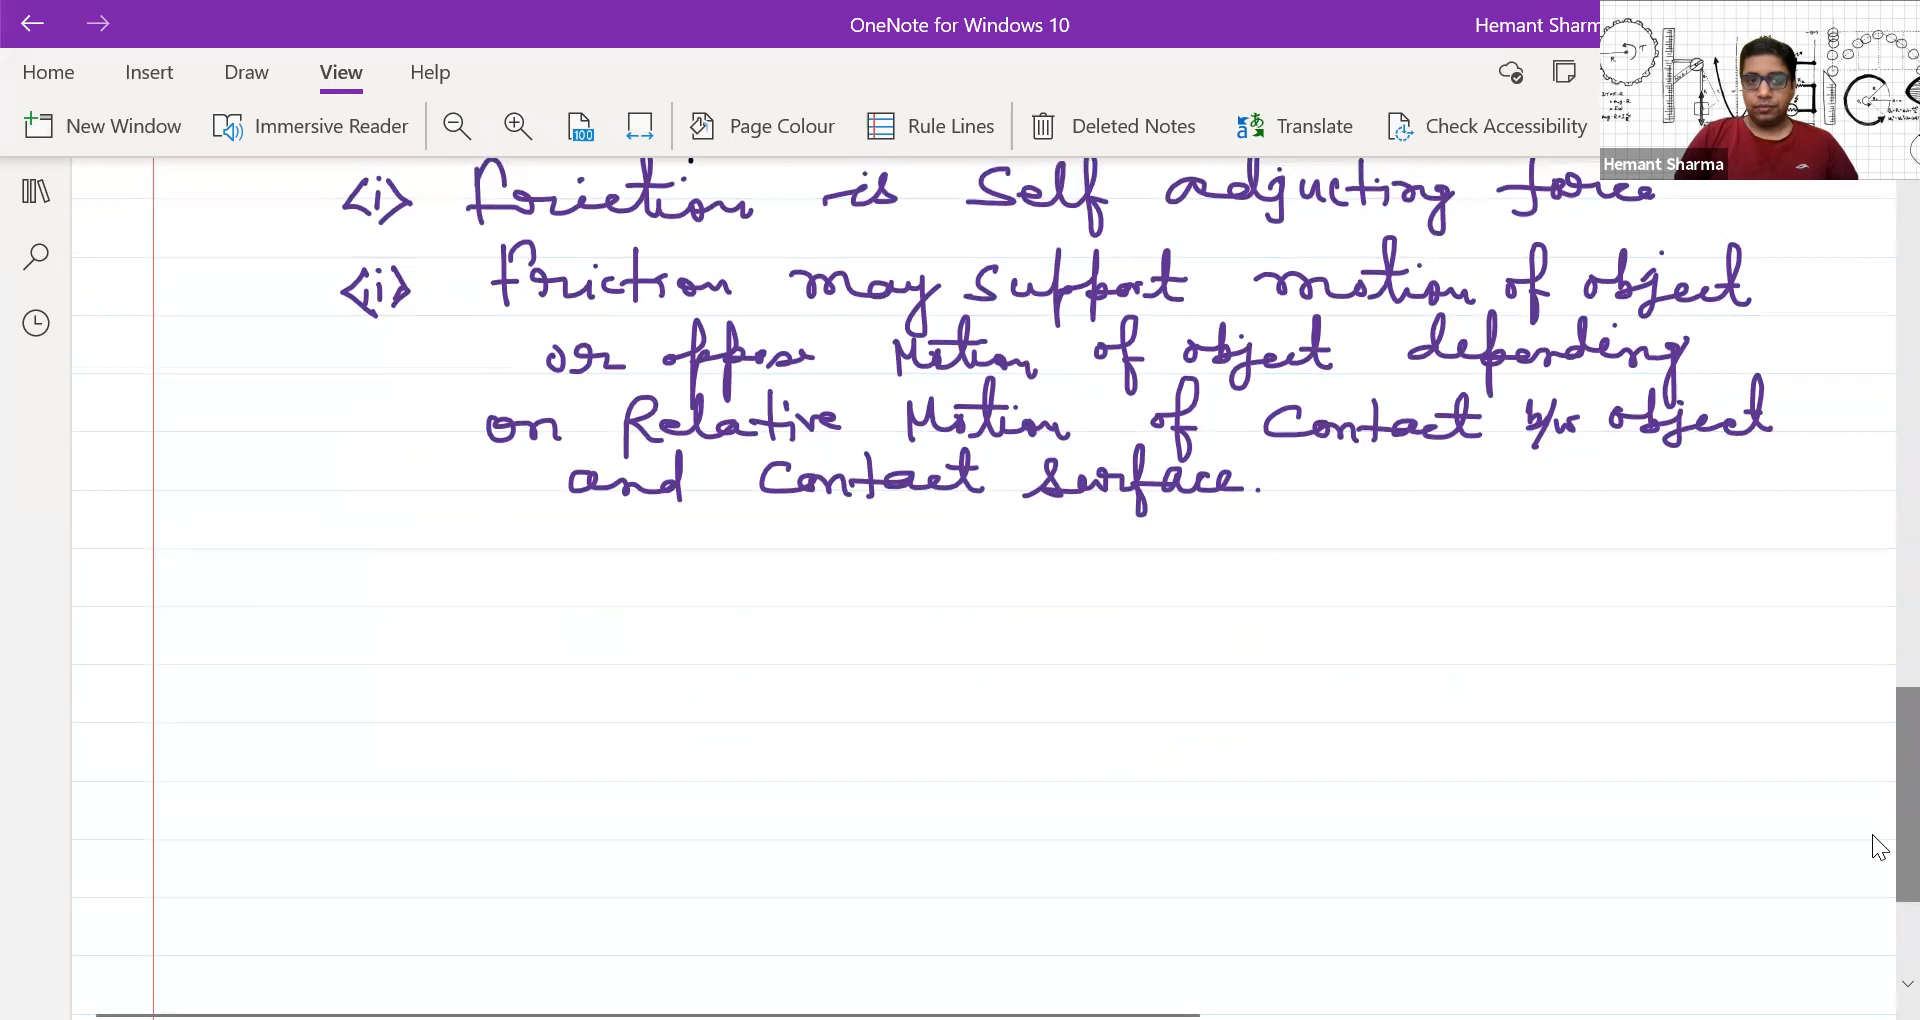 OneNote for Windows 10
Hemant Sharm
Home Insert Draw View Help
New Window Immersive Reader 100 Page Colour Rule Lines Deleted Notes Translate Check Accessibility
Hemant Sharma
<i> friction is Self adjucting force
<ii> friction may support motion of object
or oppose Motion of object depending
on Relative Motion of Contact b/w object
and Contact surface.